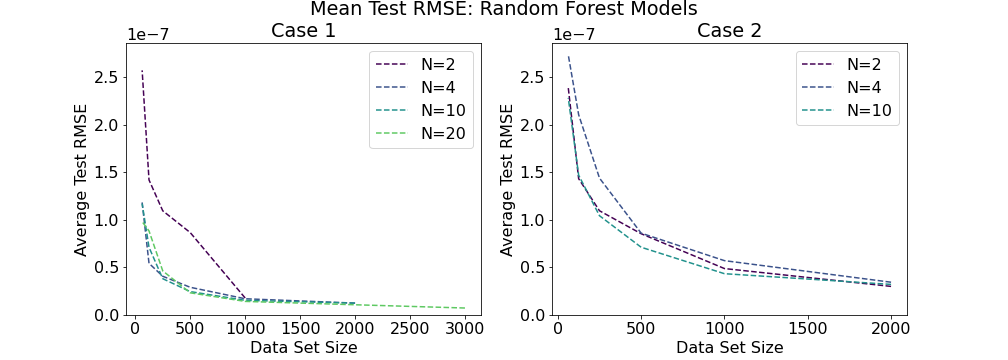 Mean Test RMSE: Random Forest Models
Case 1
1e−7
Average Test RMSE
2.5
2.0
1.5
1.0
0.5
0.0
0 500 1000 1500 2000 2500 3000
Data Set Size
N=2
N=4
N=10
N=20
Case 2
1e−7
Average Test RMSE
2.5
2.0
1.5
1.0
0.5
0.0
0 500 1000 1500 2000
Data Set Size
N=2
N=4
N=10